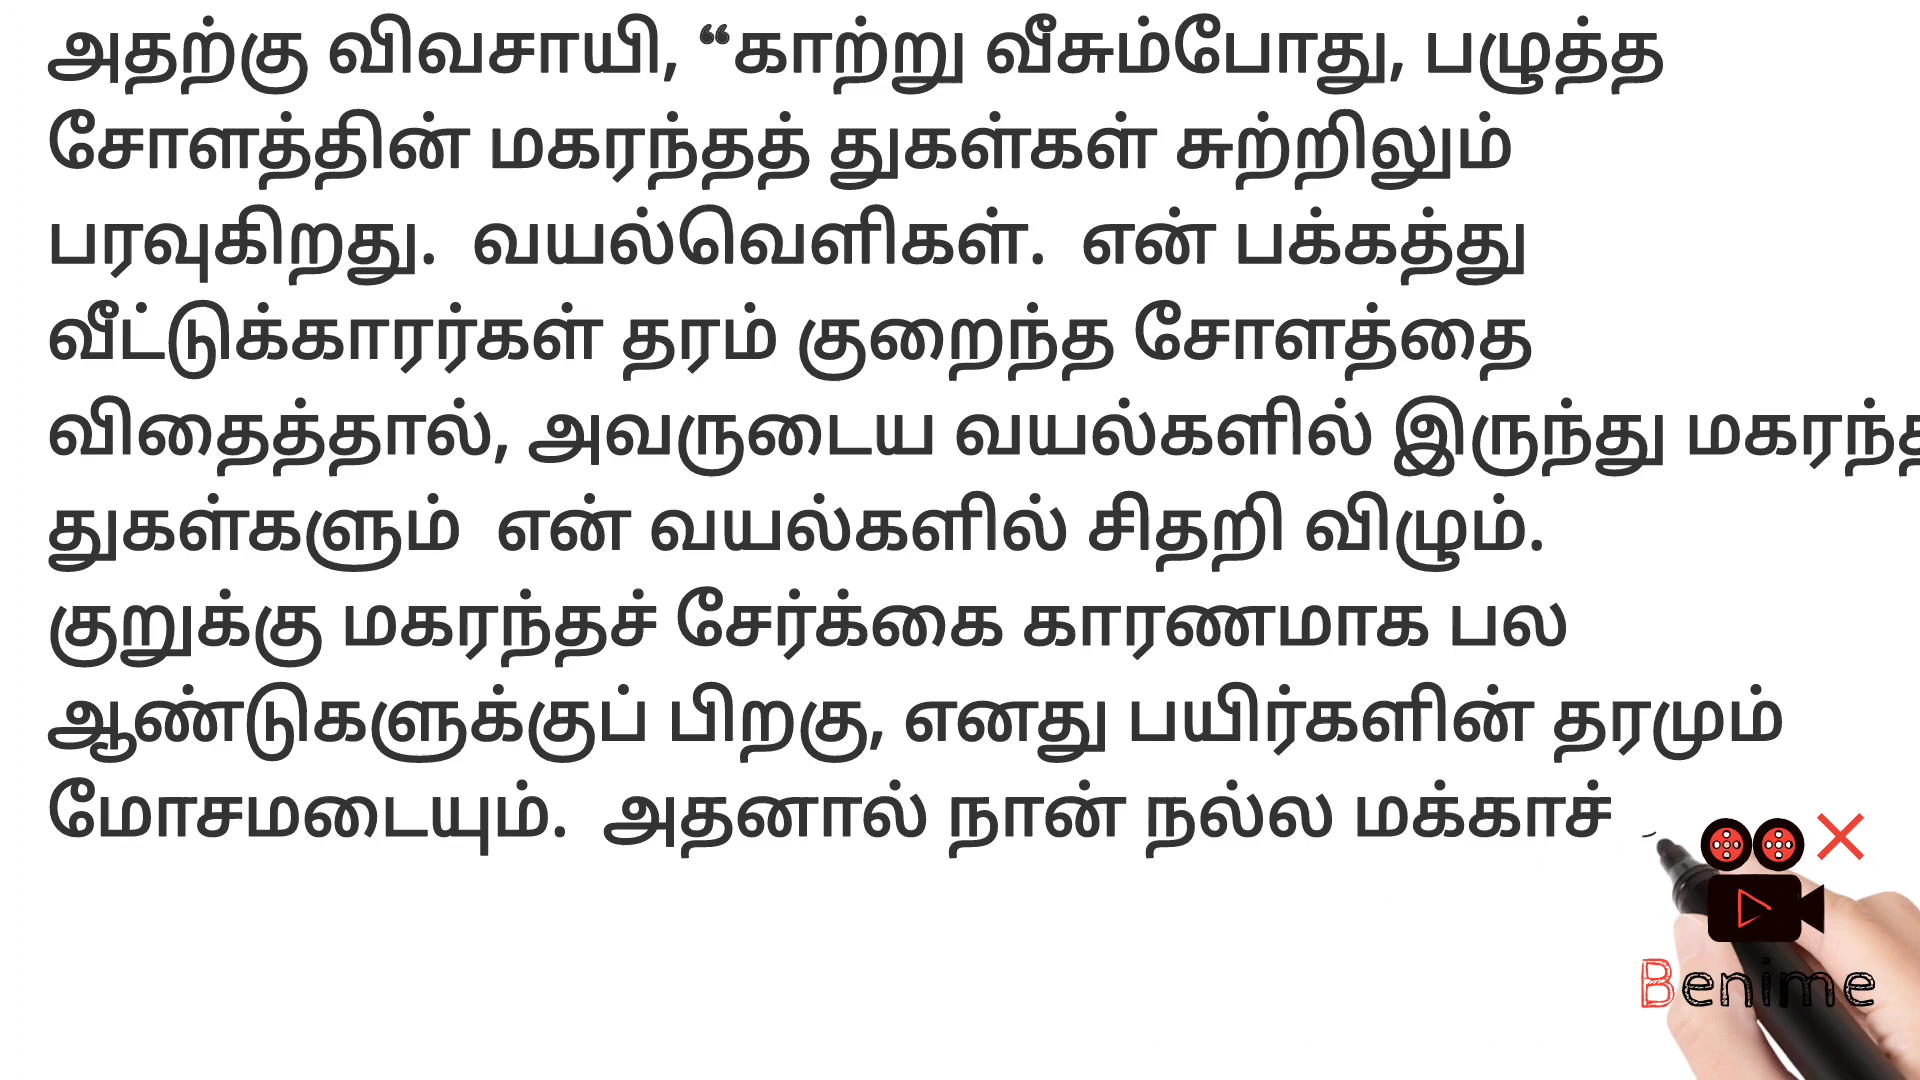 அதற்கு விவசாயி, “காற்று வீசும்போது, பழுத்த
சோளத்தின் மகரந்தத் துகள்கள் சுற்றிலும்
பரவுகிறது.  வயல்வெளிகள்.  என் பக்கத்து
வீட்டுக்காரர்கள் தரம் குறைந்த சோளத்தை
விதைத்தால், அவருடைய வயல்களில் இருந்து
துகள்களும்  என் வயல்களில் சிதறி விழும்.
குறுக்கு மகரந்தச் சேர்க்கை காரணமாக பல
ஆண்டுகளுக்குப் பிறகு, எனது பயிர்களின் தரமும்
மோசமடையும்.  அதனால் நான் நல்ல மக்காச்
Benime